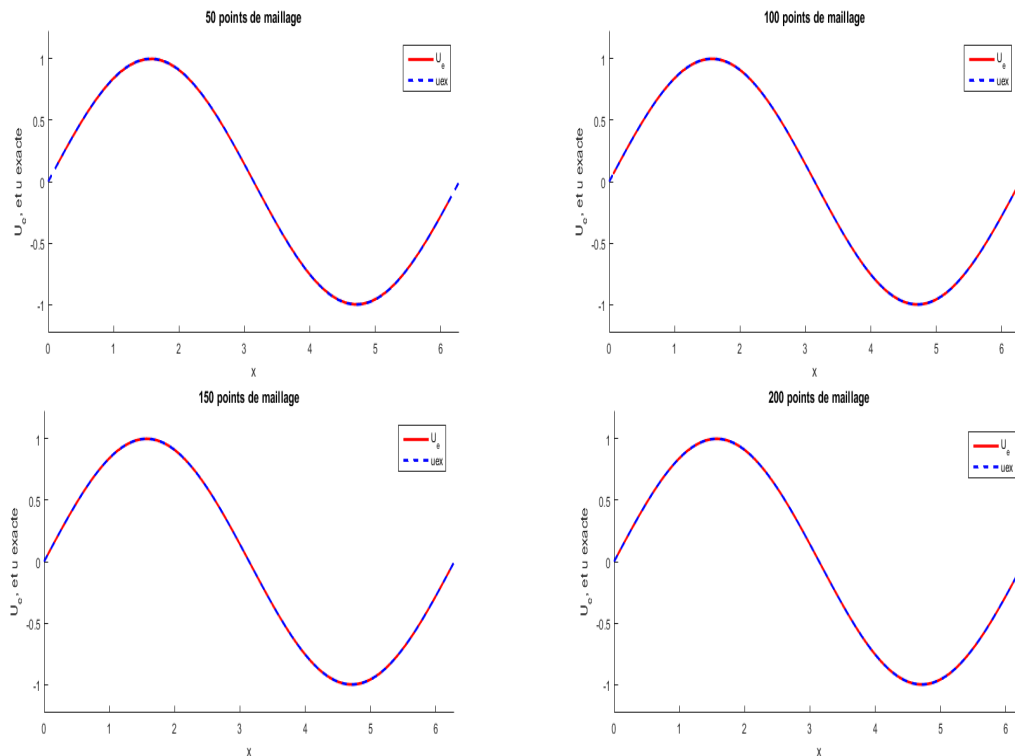 50 points de maillage
U_e
uex
1
0.5
0
-0.5
-1
U_e, et u exacte
0 1 2 3 4 5 6
x
100 points de maillage
U_e
uex
1
0.5
0
-0.5
-1
U_e, et u exacte
0 1 2 3 4 5 6
x
150 points de maillage
U_e
uex
1
0.5
0
-0.5
-1
U_e, et u exacte
0 1 2 3 4 5 6
x
200 points de maillage
U_e
uex
1
0.5
0
-0.5
-1
U_e, et u exacte
0 1 2 3 4 5 6
x